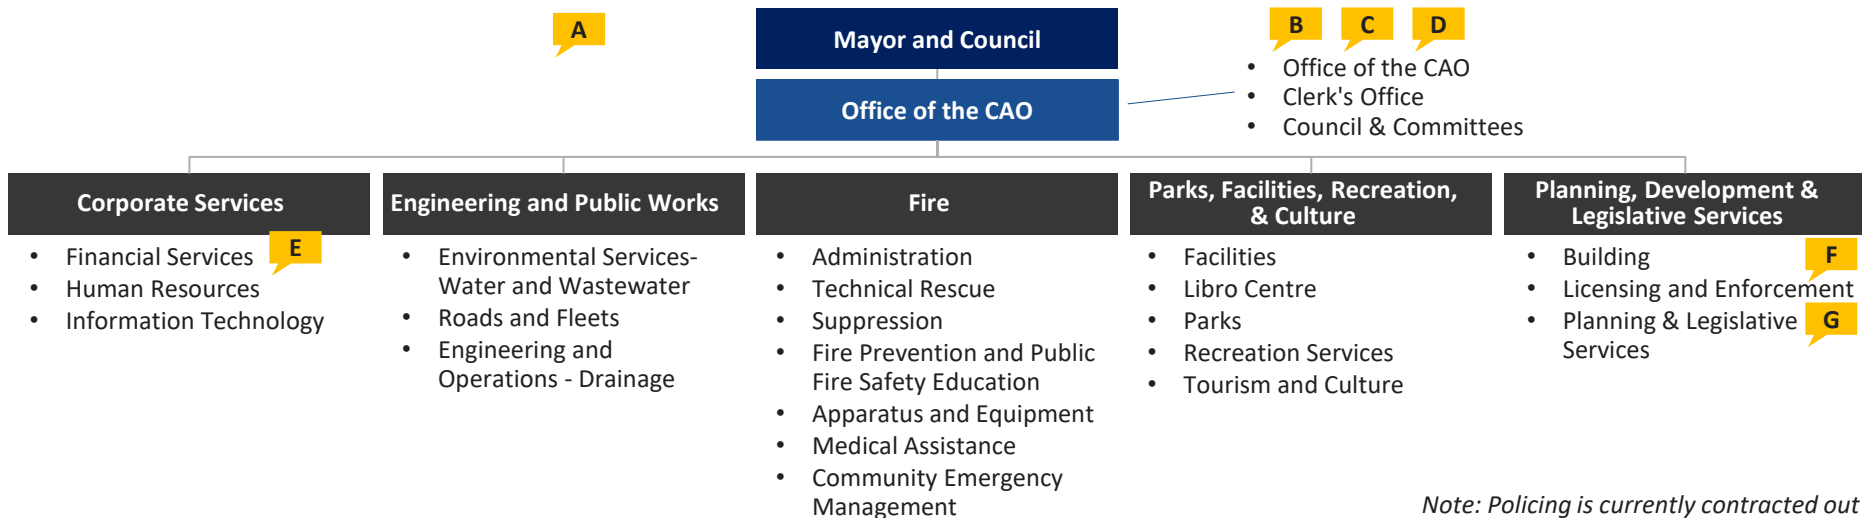 A
Mayor and Council
B C D
Office of the CAO
• Office of the CAO
• Clerk's Office
• Council & Committees
Corporate Services
• Financial Services E
• Human Resources
• Information Technology
Engineering and Public Works
• Environmental Services-
Water and Wastewater
• Roads and Fleets
• Engineering and
Operations - Drainage
Fire
• Administration
• Technical Rescue
• Suppression
• Fire Prevention and Public
Fire Safety Education
• Apparatus and Equipment
• Medical Assistance
• Community Emergency
Management
Parks, Facilities, Recreation,
& Culture
• Facilities
• Libro Centre
• Parks
• Recreation Services
• Tourism and Culture
Planning, Development &
Legislative Services
• Building F
• Licensing and Enforcement
• Planning & Legislative G
Services
Note: Policing is currently contracted out